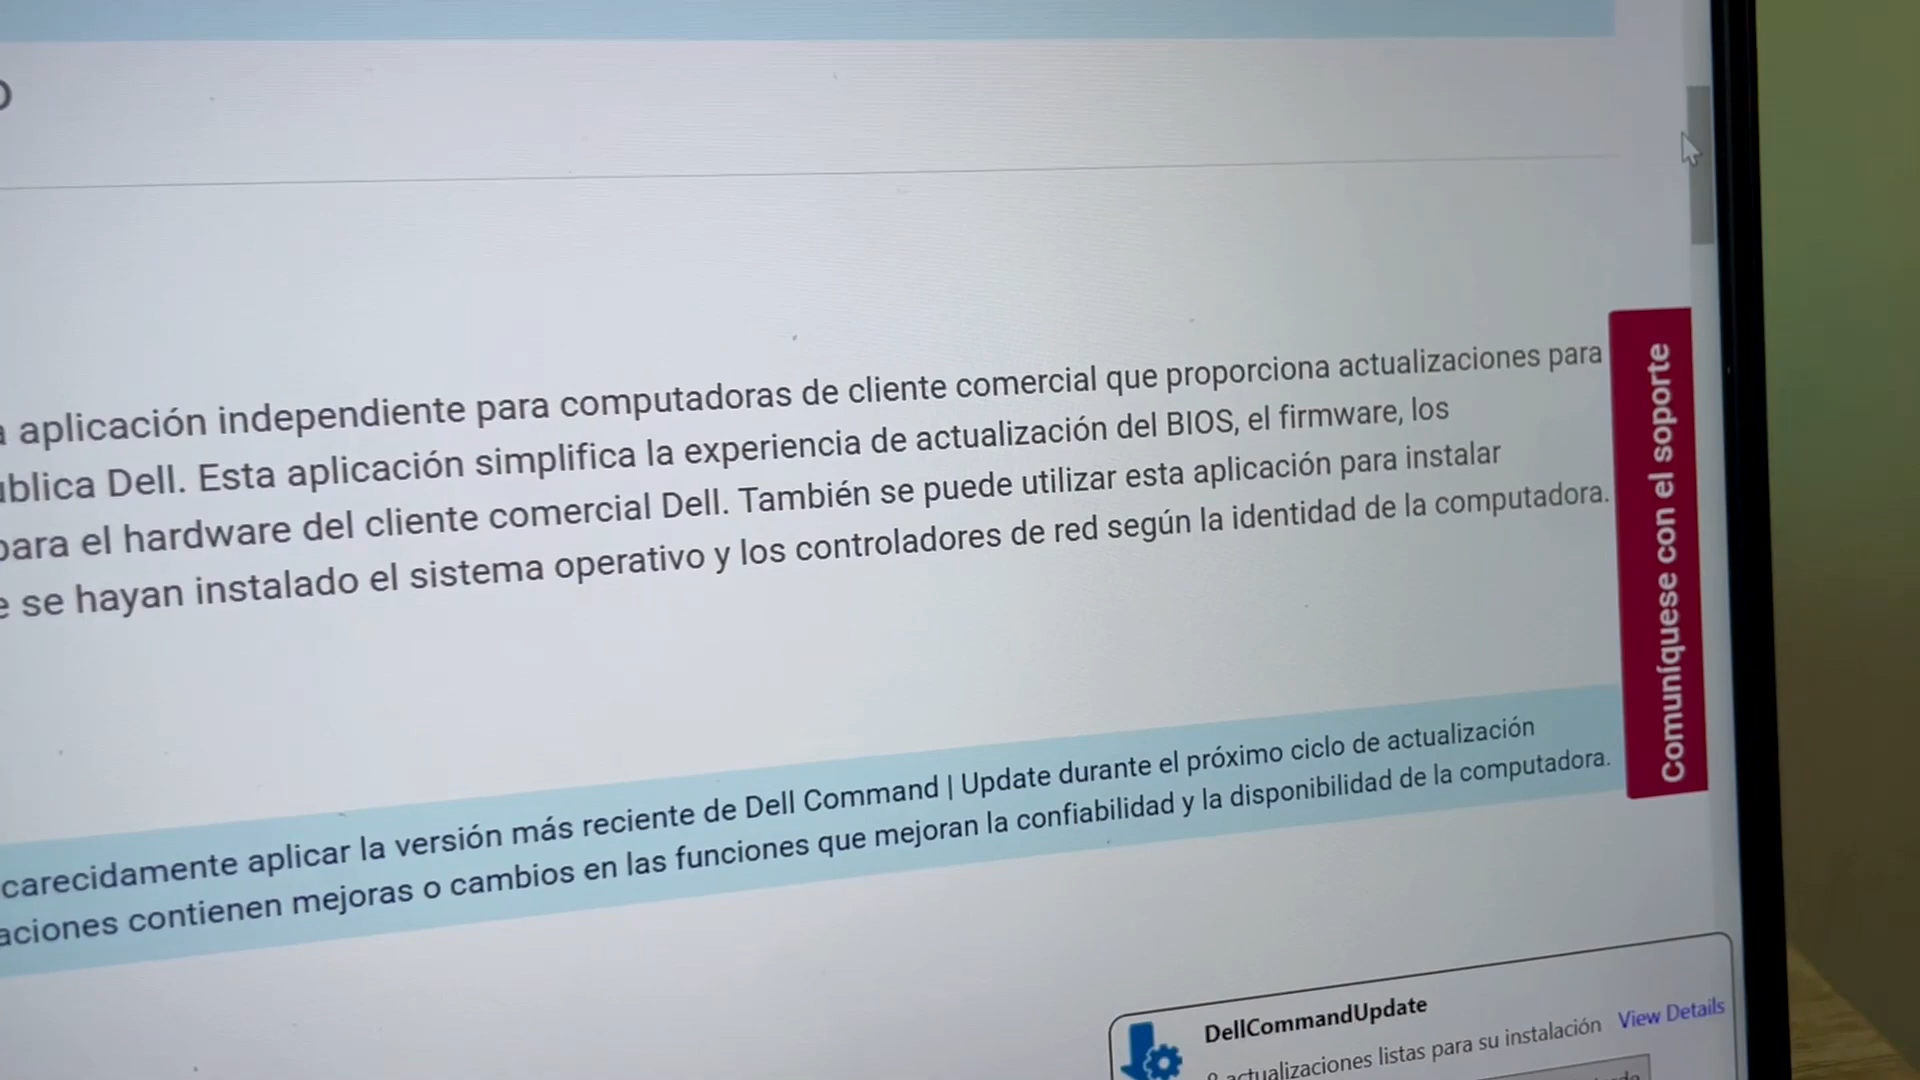 aplicación independiente para computadoras de cliente comercial que proporciona actualizaciones para
Dell. Esta aplicación simplifica la experiencia de actualización del BIOS, el firmware, los
para el hardware del cliente comercial Dell. También se puede utilizar esta aplicación para instalar
se hayan instalado el sistema operativo y los controladores de red según la identidad de la computadora.
Comuníquese con el soporte
carecidamente aplicar la versión más reciente de Dell Command | Update durante el próximo ciclo de actualización
aciones contienen mejoras o cambios en las funciones que mejoran la confiabilidad y la disponibilidad de la computadora.
DellCommandUpdate
actualizaciones listas para su instalación View Details